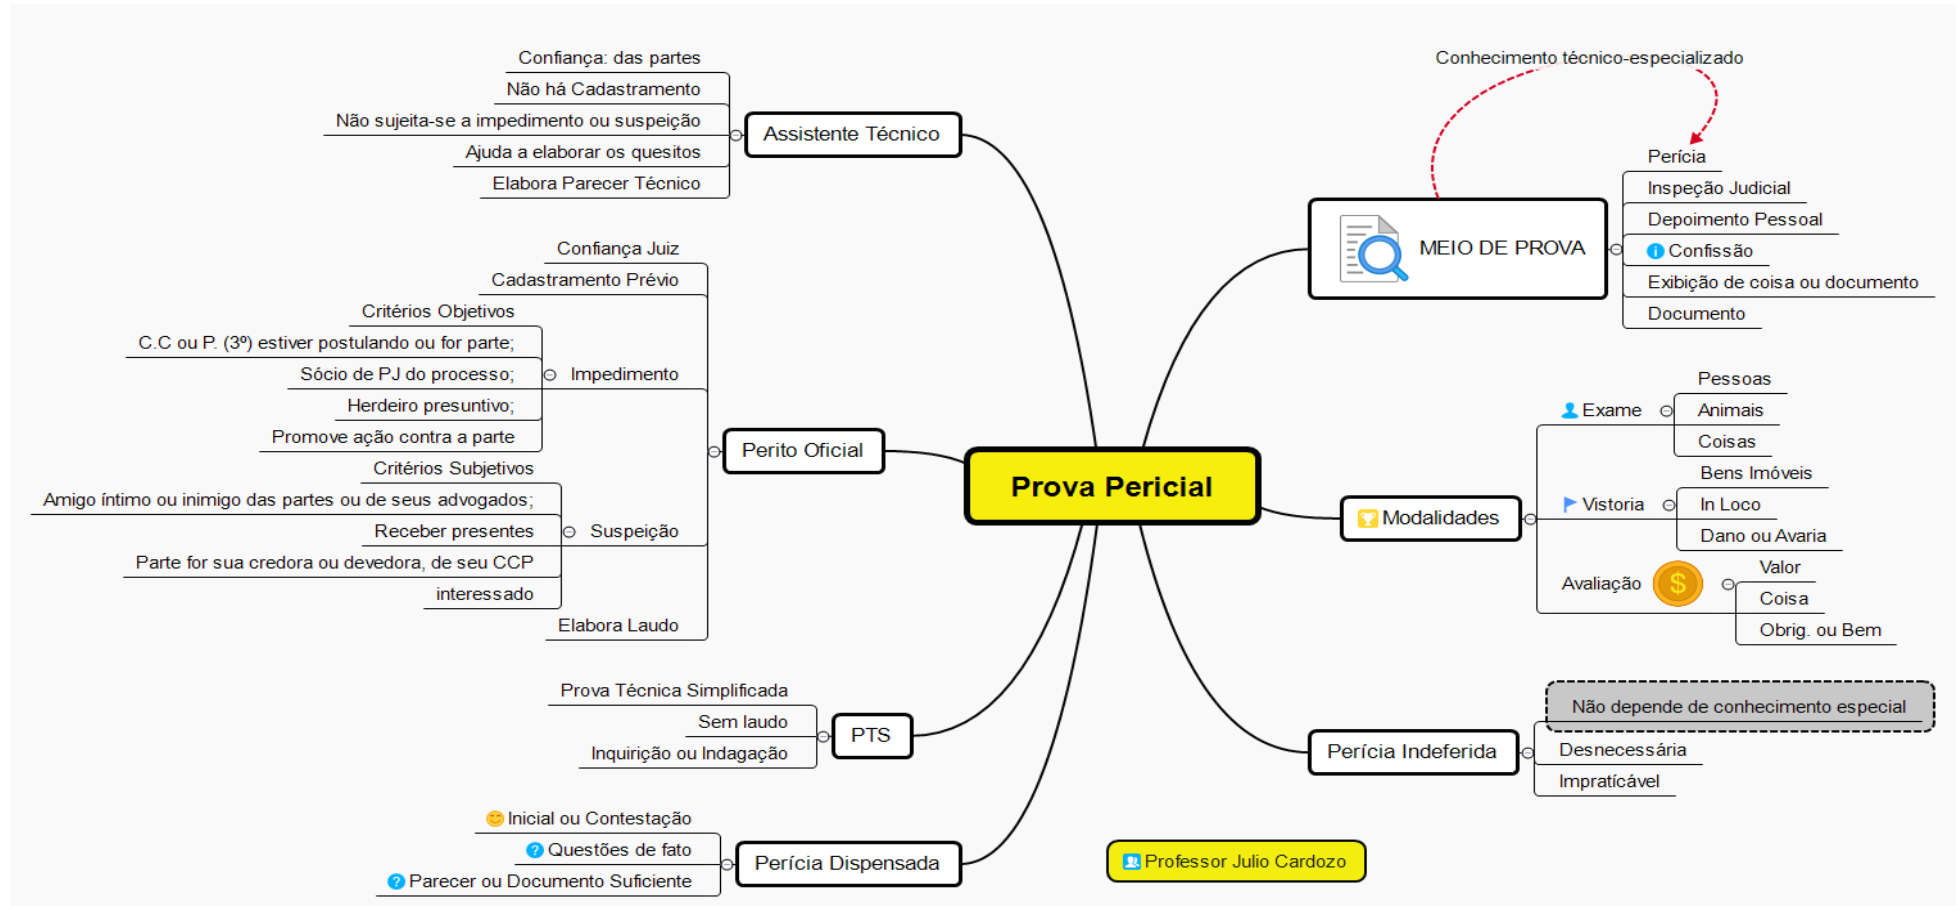 Confiança: das partes
Não há Cadastramento
Não sujeita-se a impedimento ou suspeição
Ajuda a elaborar os quesitos
Elabora Parecer Técnico
Assistente Técnico
Confiança Juiz
Cadastramento Prévio
Critérios Objetivos
C.C ou P. (3º) estiver postulando ou for parte;
Sócio de PJ do processo;
Herdeiro presuntivo;
Promove ação contra a parte
Impedimento
Critérios Subjetivos
Amigo íntimo ou inimigo das partes ou de seus advogados;
Receber presentes
Parte for sua credora ou devedora, de seu CCP
interessado
Suspeição
Elabora Laudo
Perito Oficial
Prova Técnica Simplificada
Sem laudo
Inquirição ou Indagação
PTS
Inicial ou Contestação
Questões de fato
Parecer ou Documento Suficiente
Perícia Dispensada
Prova Pericial
Conhecimento técnico-especializado
MEIO DE PROVA
Perícia
Inspeção Judicial
Depoimento Pessoal
Confissão
Exibição de coisa ou documento
Documento
Modalidades
Exame
Pessoas
Animais
Coisas
Vistoria
Bens Imóveis
In Loco
Dano ou Avaria
Avaliação
Valor
Coisa
Obrig. ou Bem
Perícia Indeferida
Não depende de conhecimento especial
Desnecessária
Impratícável
Professor Julio Cardozo